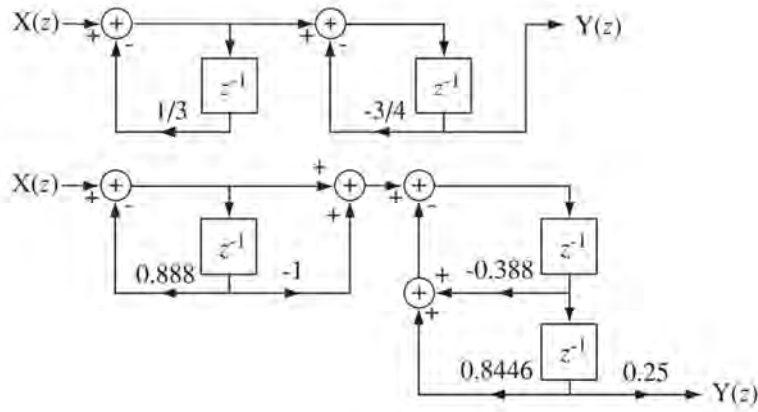 X(z) + - + - Y(z)
z⁻¹ z⁻¹
1/3 -3/4
X(z) + - + + + - 
z⁻¹ z⁻¹
0.888 -1 + -0.388
+
z⁻¹
0.8446 0.25 Y(z)